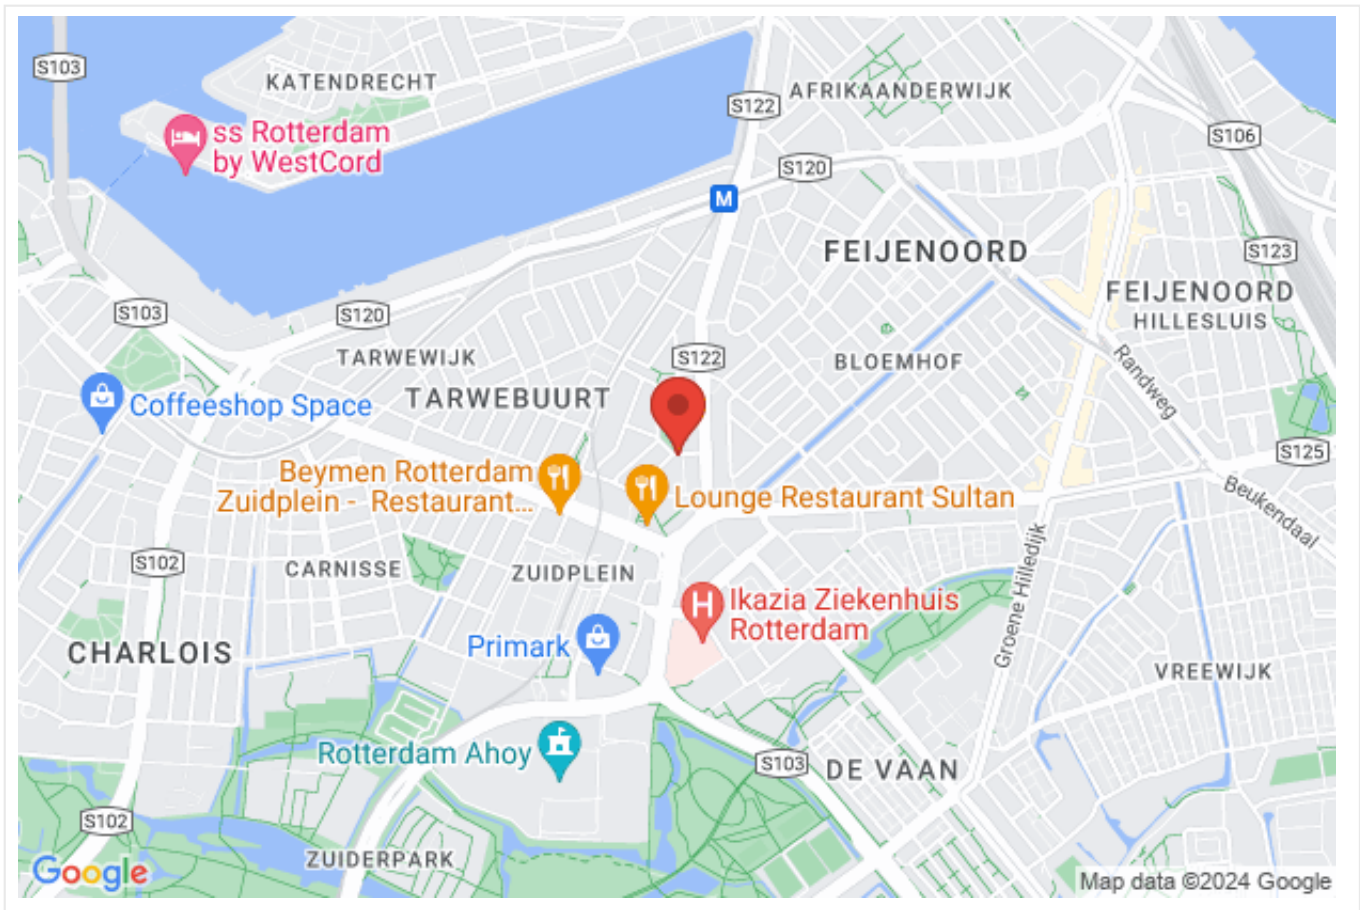 S103
KATENDRECHT
S122
AFRIKAANDERWIJK
ss Rotterdam
by WestCord
S106
S120
M
FEIJENOORD
S123
FEIJENOORD
HILLESLUIS
S103
S120
TARWEWIJK
S122
BLOEMHOF
Randweg
TARWEBUURT
Coffeeshop Space
Beymen Rotterdam
Zuidplein - Restaurant...
Lounge Restaurant Sultan
S125
Beukendaal
S102
CARNISSE
ZUIDPLEIN
Groene Hilledijk
H
Ikazia Ziekenhuis
Rotterdam
Primark
CHARLOIS
VREEWIJK
Rotterdam Ahoy
S103
DE VAAN
S102
ZUIDERPARK
Google
Map data ©2024 Google